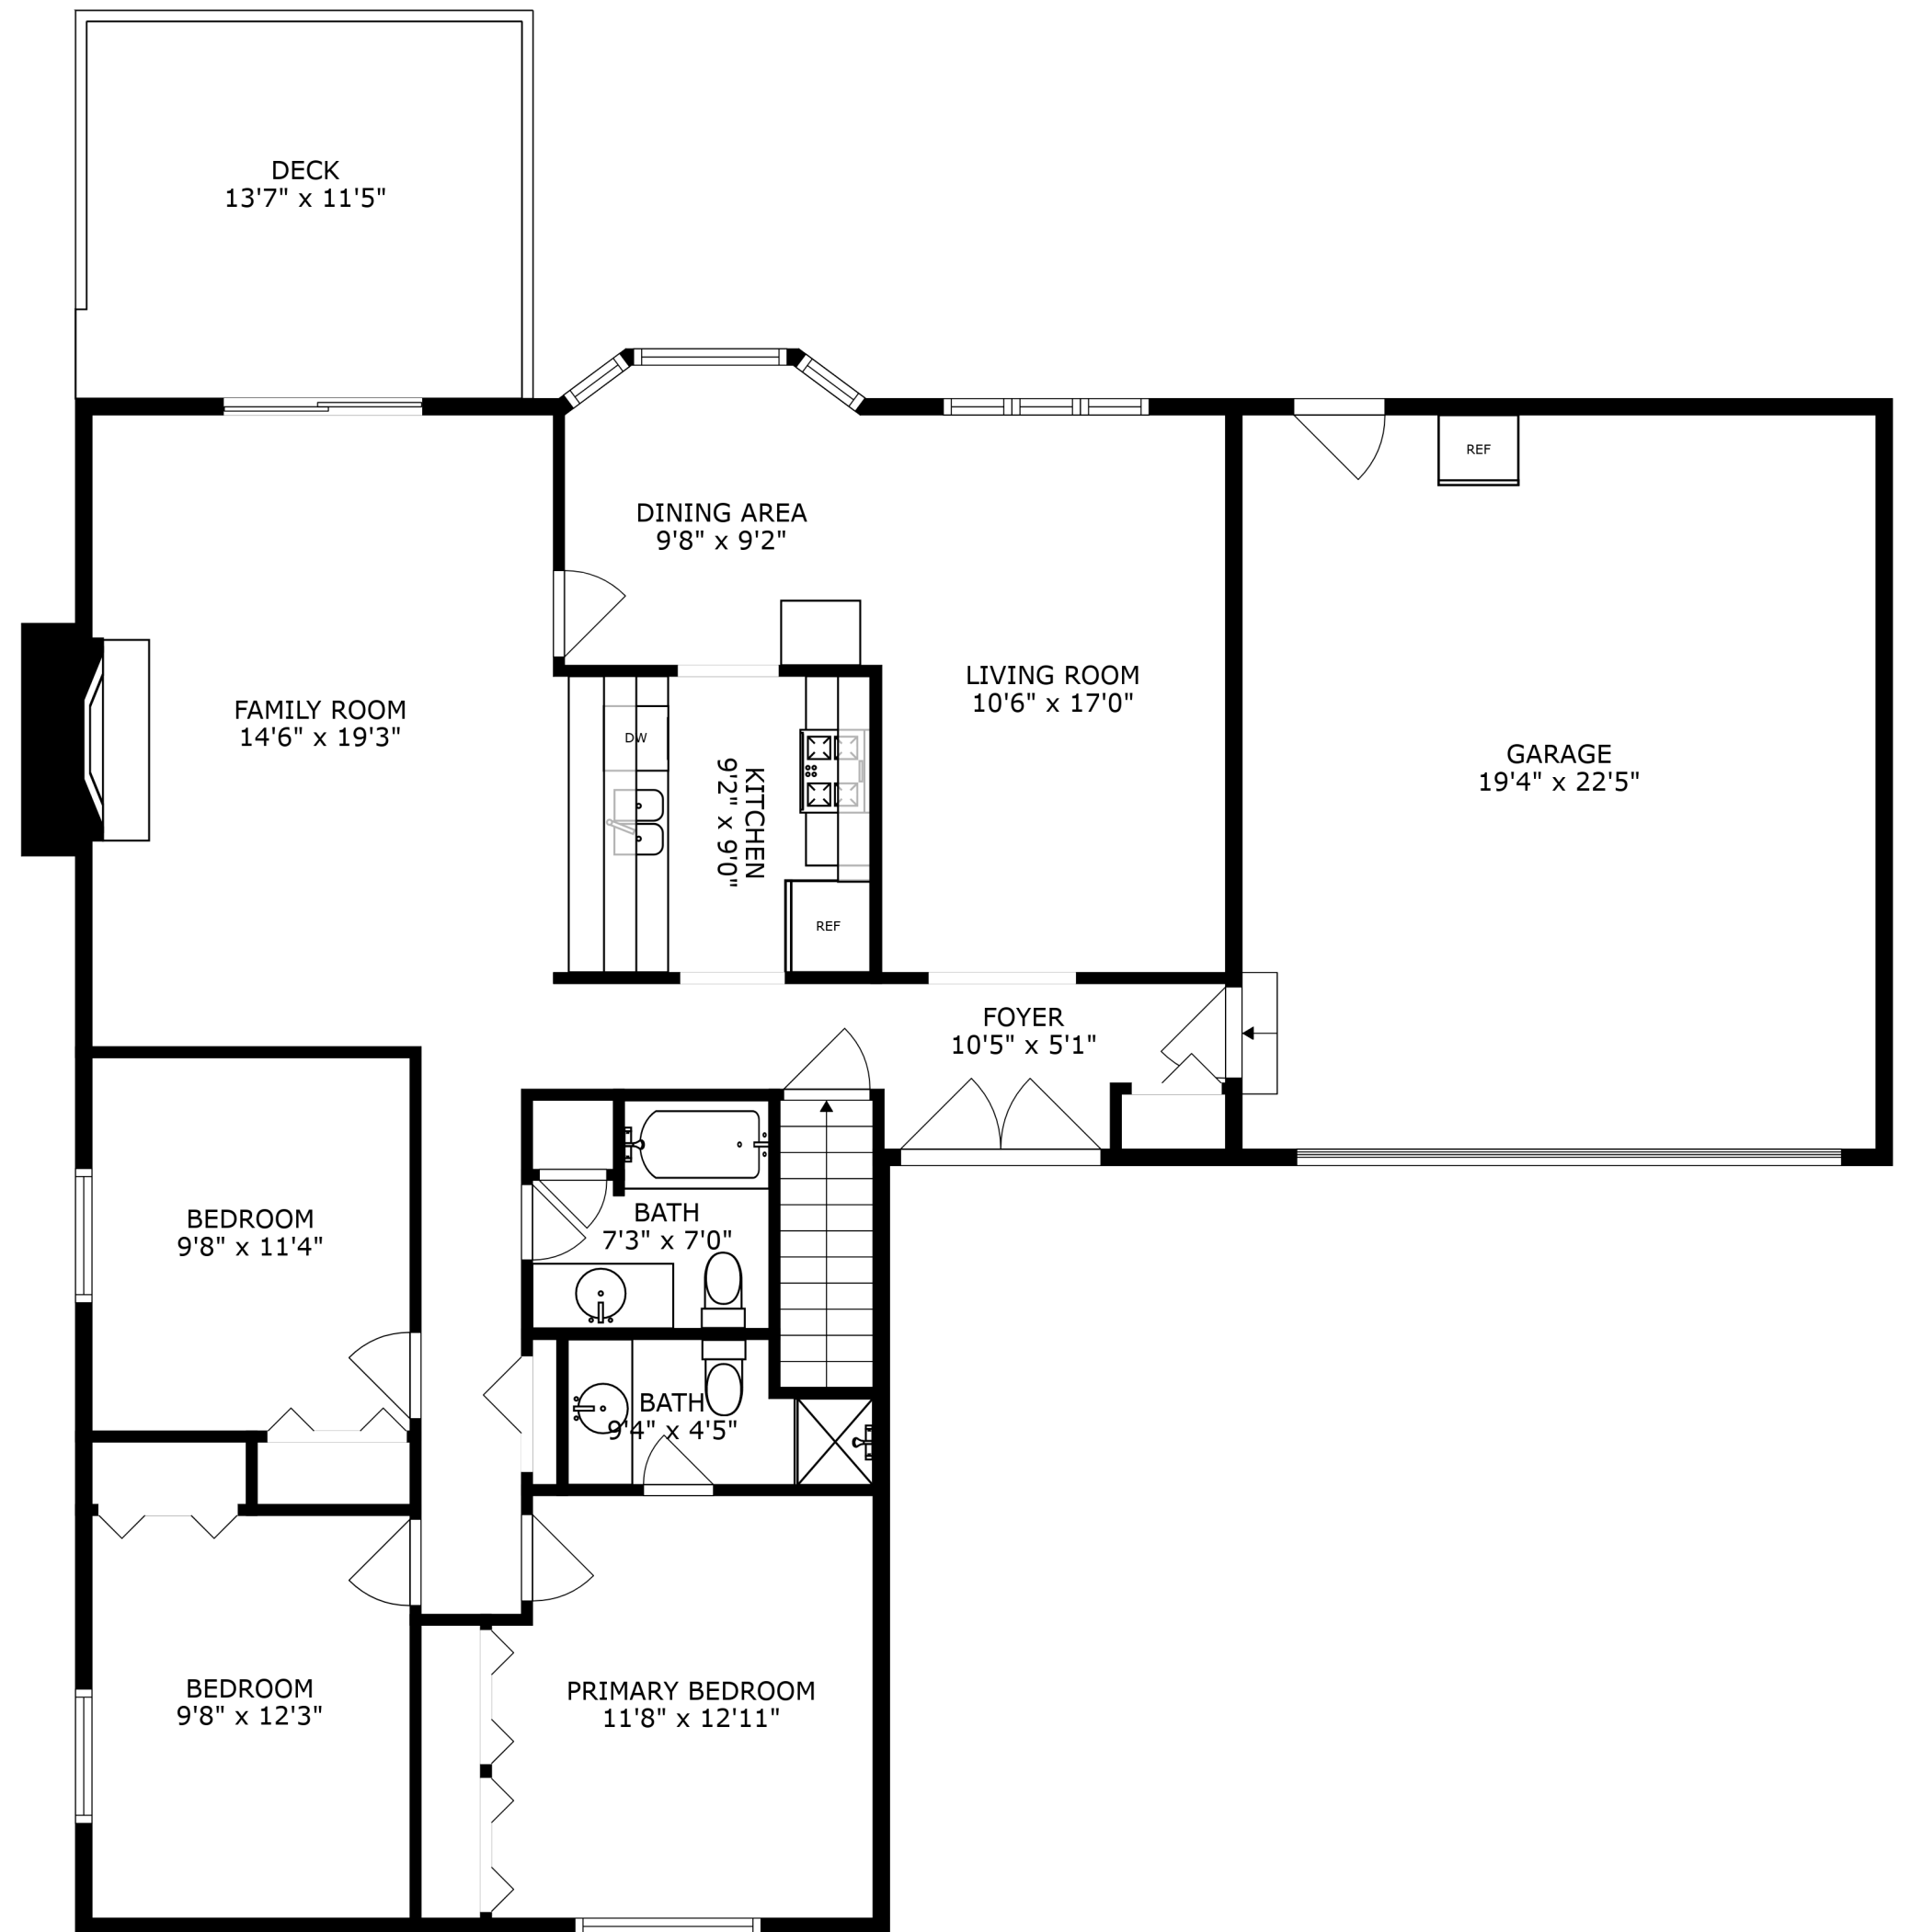 DECK
13'7" x 11'5"
REF
DINING AREA
9'8" x 9'2"
LIVING ROOM
10'6" x 17'0"
FAMILY ROOM
14'6" x 19'3"
DW
KITCHEN
9'2" x 9'0"
GARAGE
19'4" x 22'5"
REF
FOYER
10'5" x 5'1"
BEDROOM
9'8" x 11'4"
BATH
7'3" x 7'0"
BATH
9'4" x 4'5"
BEDROOM
9'8" x 12'3"
PRIMARY BEDROOM
11'8" x 12'11"